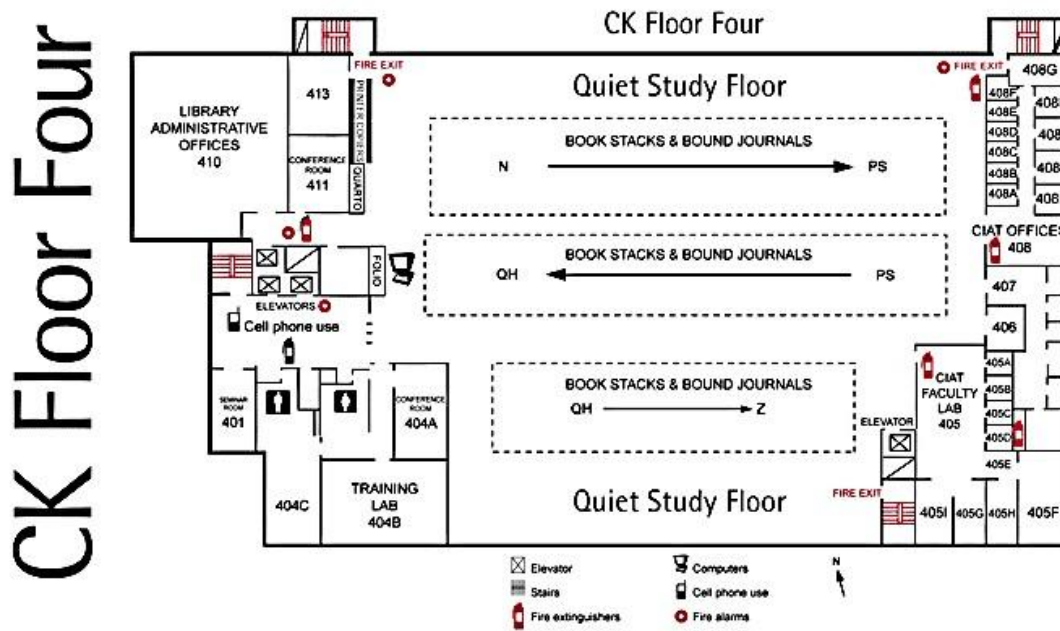 CK Floor Four
CK Floor Four
Quiet Study Floor
FIRE EXIT
FIRE EXIT
408G
LIBRARY
ADMINISTRATIVE
OFFICES
410
413
PRINTER COPIERS
CONFERENCE
ROOM
411
QUARTO
BOOK STACKS & BOUND JOURNALS
N
PS
408F
408E
408D
408C
408B
408A
CIAT OFFICES
408
FOLIO
BOOK STACKS & BOUND JOURNALS
QH
PS
ELEVATORS
Cell phone use
407
406
SEMINAR
ROOM
401
CONFERENCE
ROOM
404A
BOOK STACKS & BOUND JOURNALS
QH
Z
ELEVATOR
CIAT
FACULTY
LAB
405
405A
405B
405C
405D
405E
404C
TRAINING
LAB
404B
Quiet Study Floor
FIRE EXIT
405I
405G
405H
405F
Elevator
Stairs
Fire extinguishers
Computers
Cell phone use
Fire alarms
N